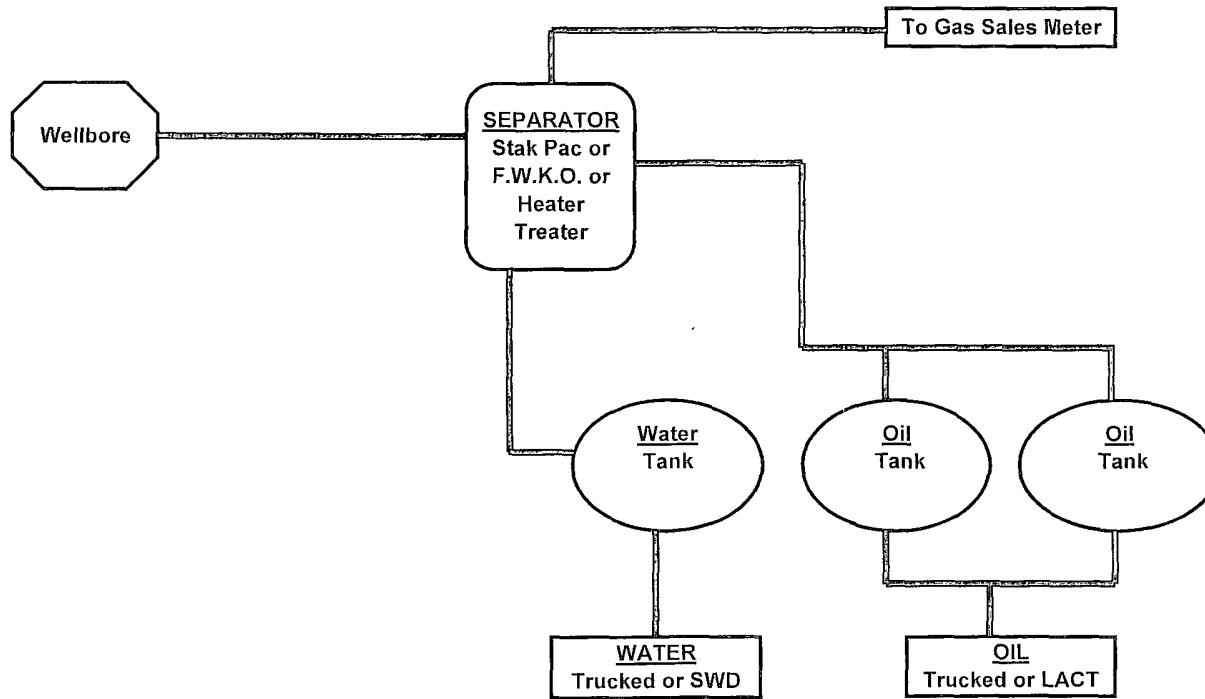 To Gas Sales Meter
Wellbore
SEPARATOR
Stak Pac or
F.W.K.O. or
Heater
Treater
Water
Tank
Oil
Tank
Oil
Tank
WATER
Trucked or SWD
OIL
Trucked or LACT